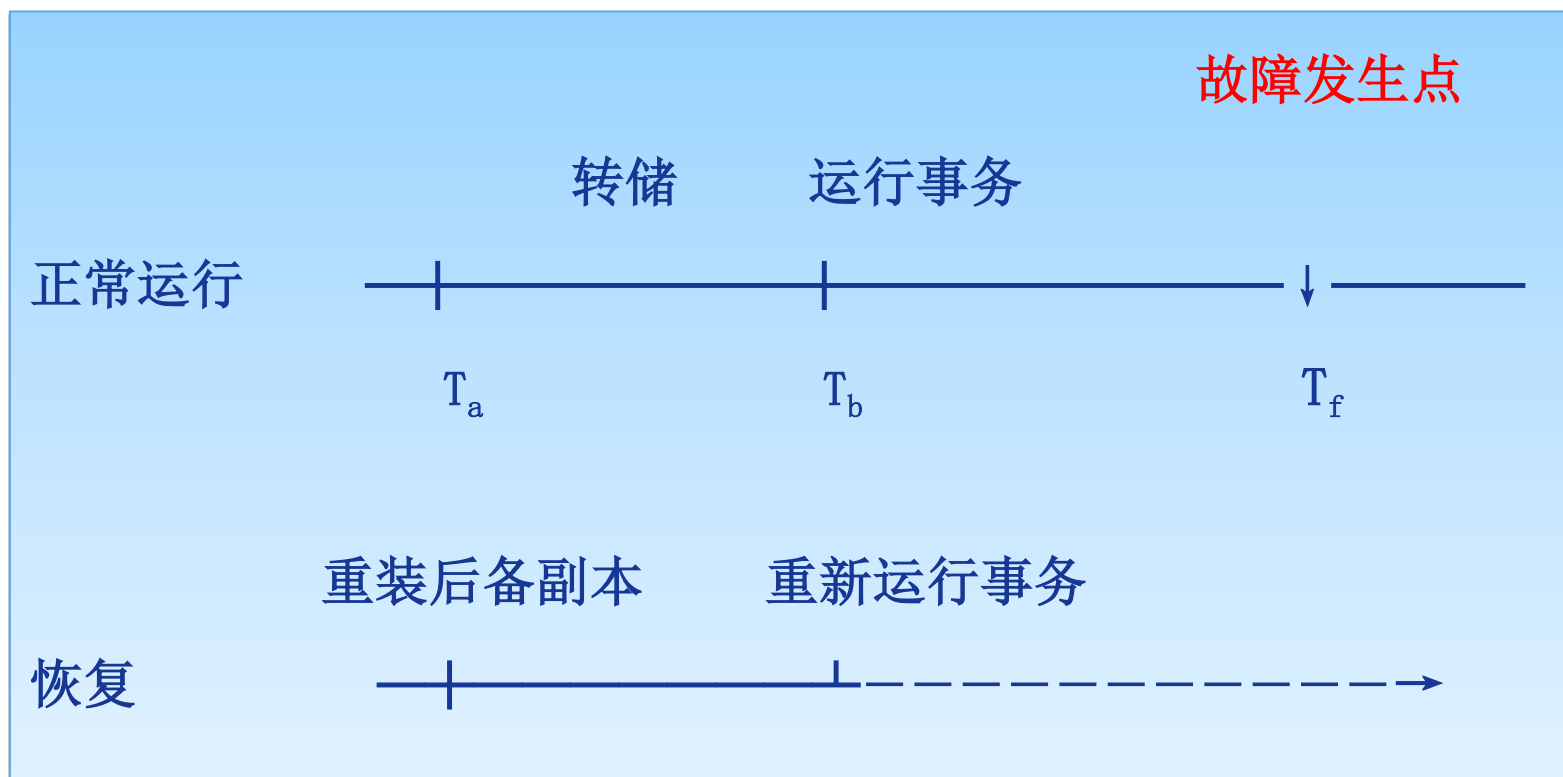 故障发生点
转储 运行事务
正常运行
Ta Tb Tf
重装后备副本 重新运行事务
恢复